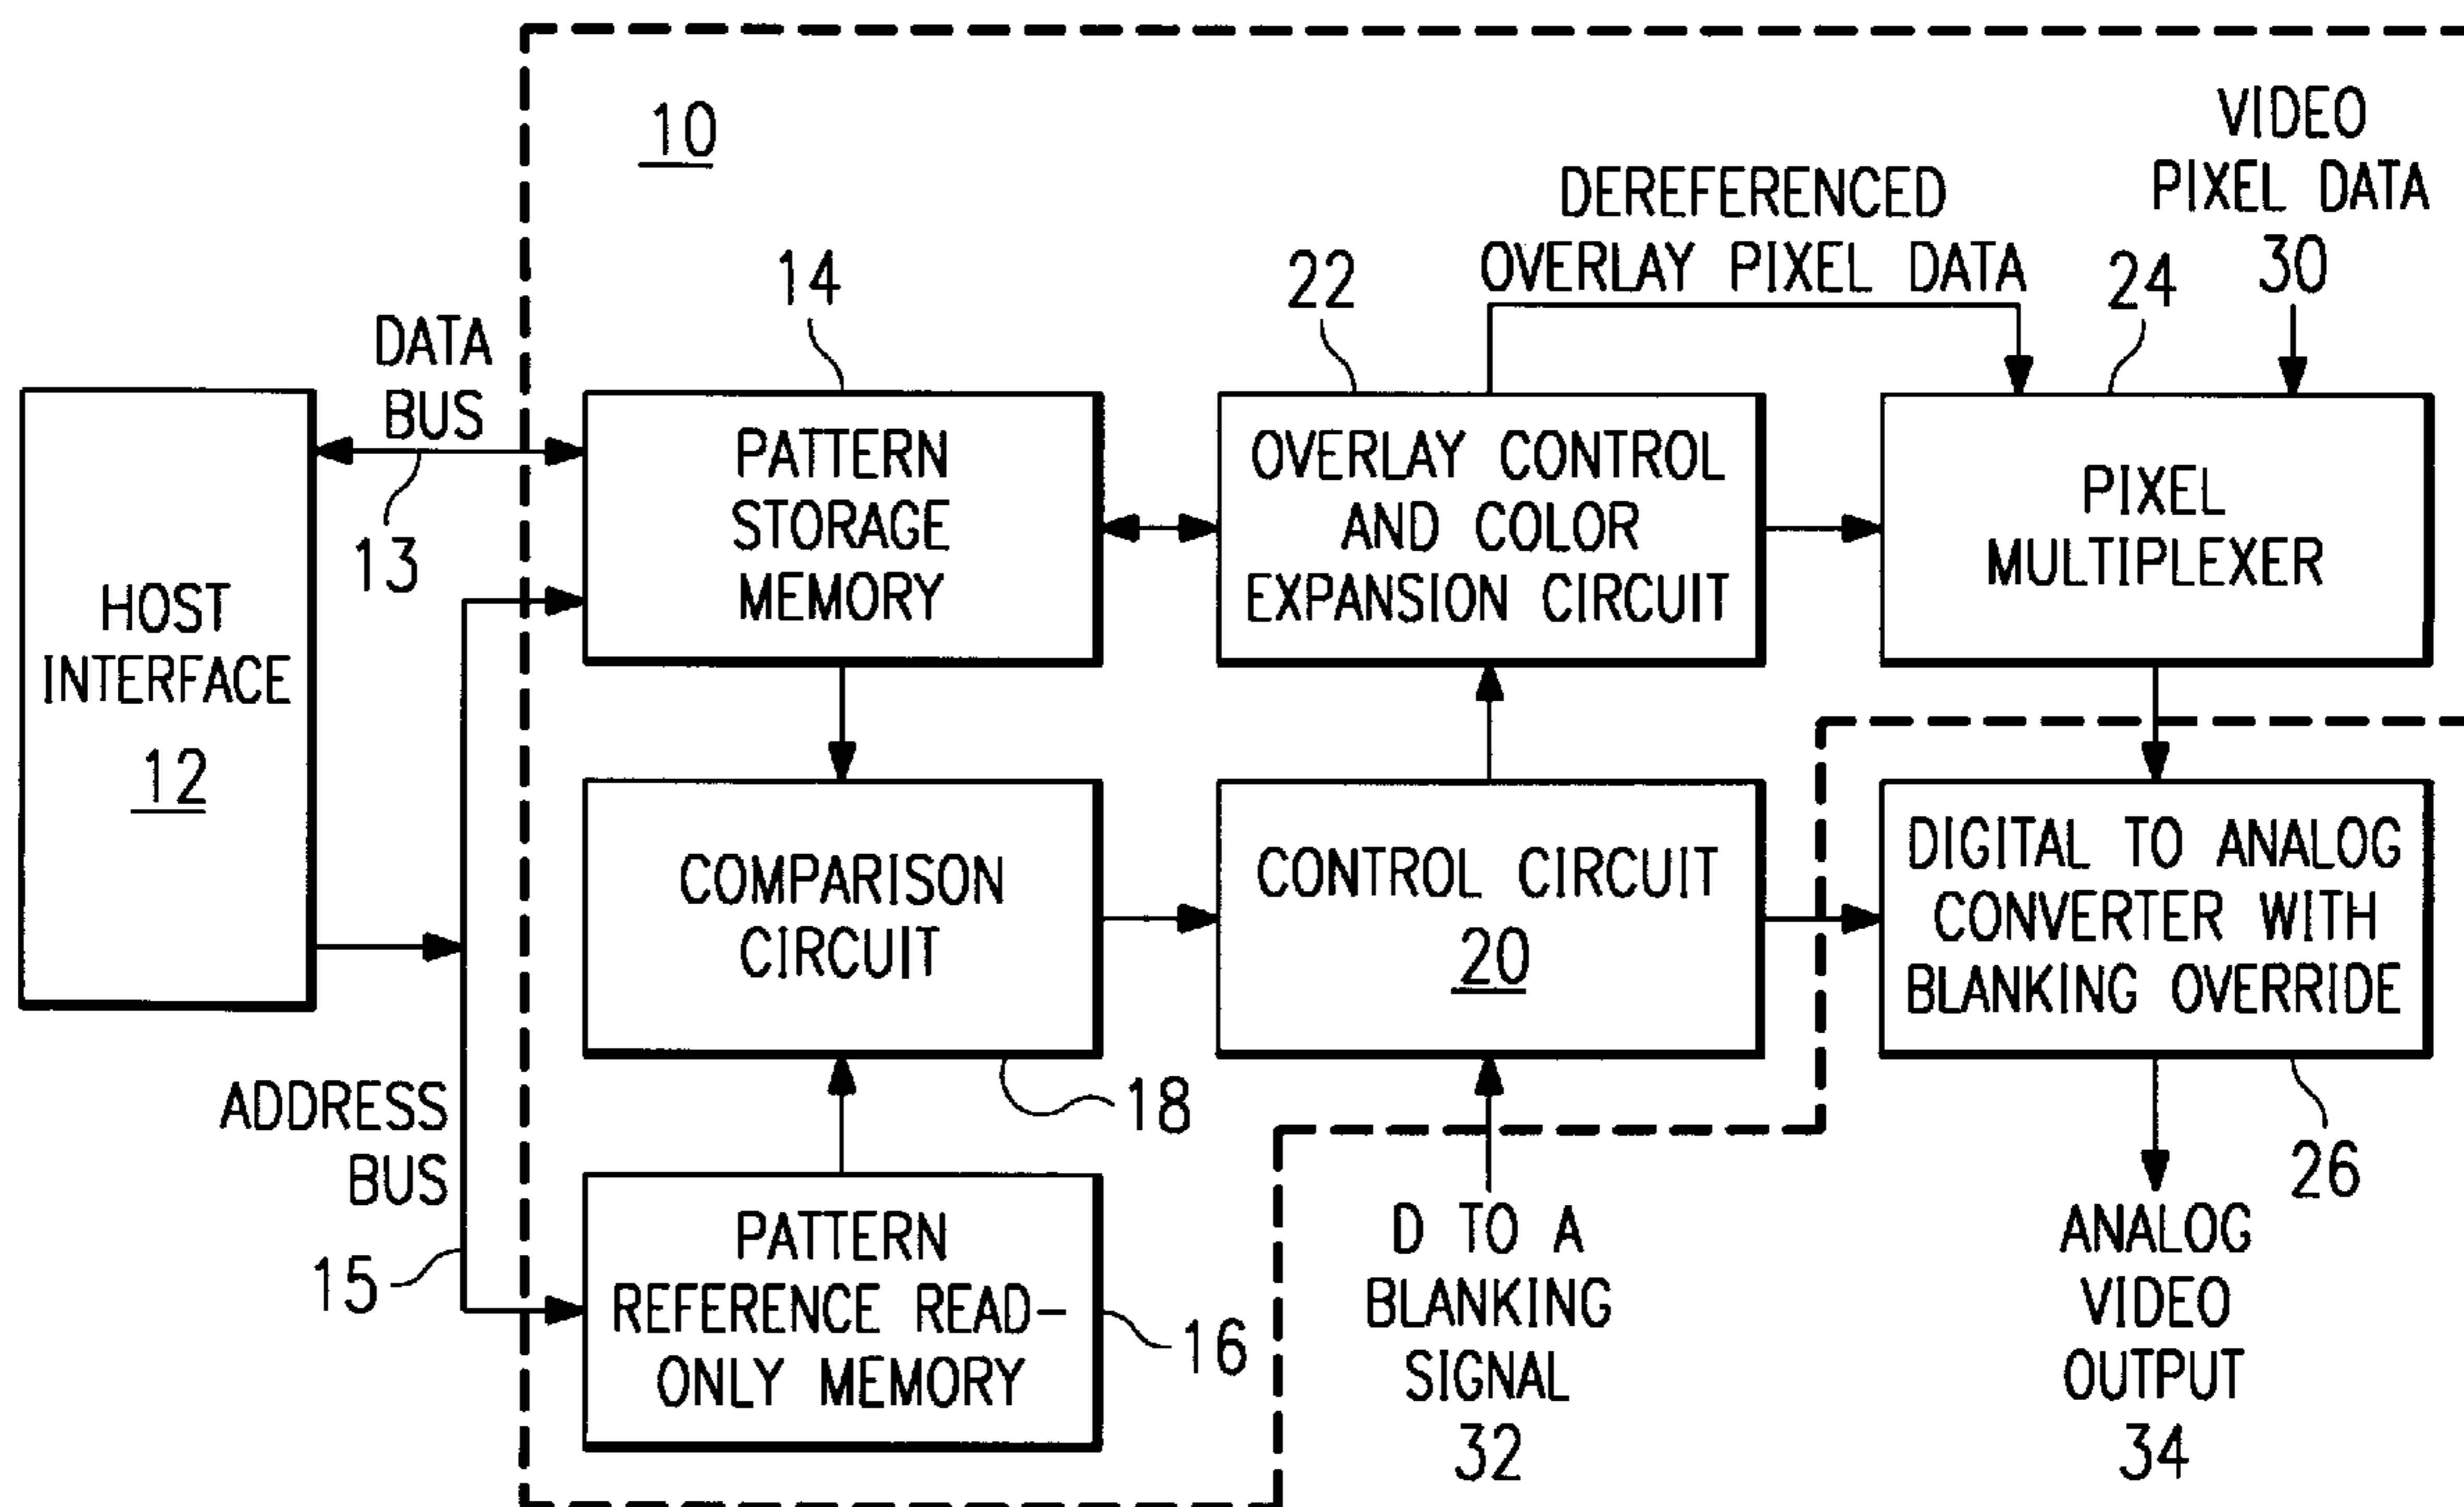 10
VIDEO
PIXEL DATA
30
DEREFERENCED
OVERLAY PIXEL DATA
14
22
24
DATA
BUS
13
HOST
INTERFACE
12
PATTERN
STORAGE
MEMORY
OVERLAY CONTROL
AND COLOR
EXPANSION CIRCUIT
PIXEL
MULTIPLEXER
COMPARISON
CIRCUIT
18
CONTROL CIRCUIT
20
DIGITAL TO ANALOG
CONVERTER WITH
BLANKING OVERRIDE
26
ADDRESS
BUS
15
PATTERN
REFERENCE READ-
ONLY MEMORY
16
D TO A
BLANKING
SIGNAL
32
ANALOG
VIDEO
OUTPUT
34